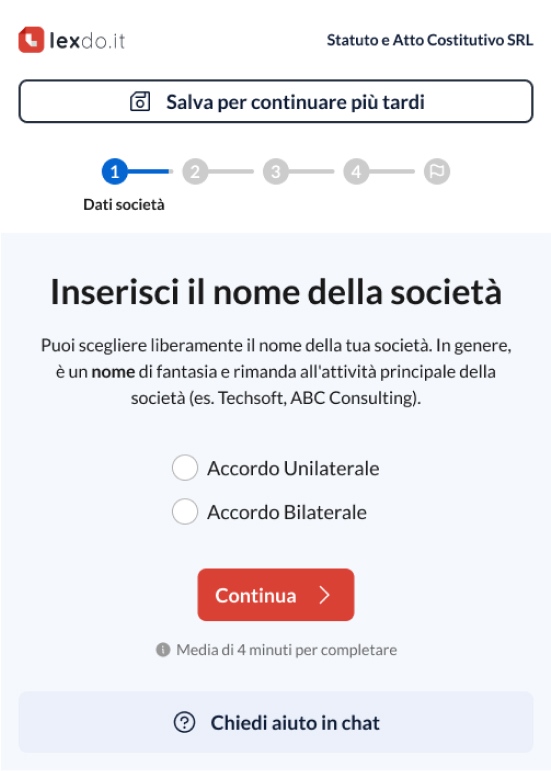 lexdo.it
Statuto e Atto Costitutivo SRL
Salva per continuare più tardi
1 2 3 4
Dati società
Inserisci il nome della società
Puoi scegliere liberamente il nome della tua società. In genere,
è un nome di fantasia e rimanda all'attività principale della
società (es. Techsoft, ABC Consulting).
Accordo Unilaterale
Accordo Bilaterale
Continua
Media di 4 minuti per completare
Chiedi aiuto in chat